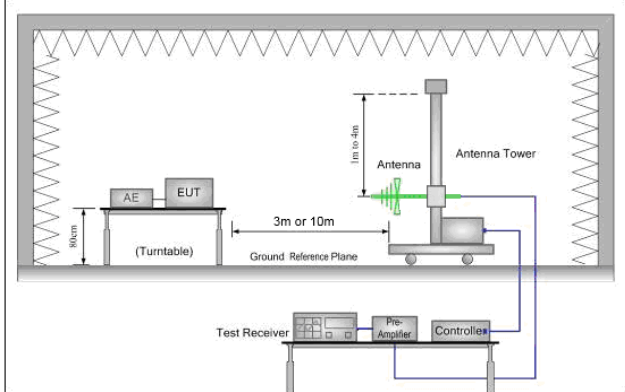 1m to 4m
Antenna
Antenna Tower
AE
EUT
80cm
(Turntable)
3m or 10m
Ground Reference Plane
Test Receiver
Pre-
Amplifier
Controlle